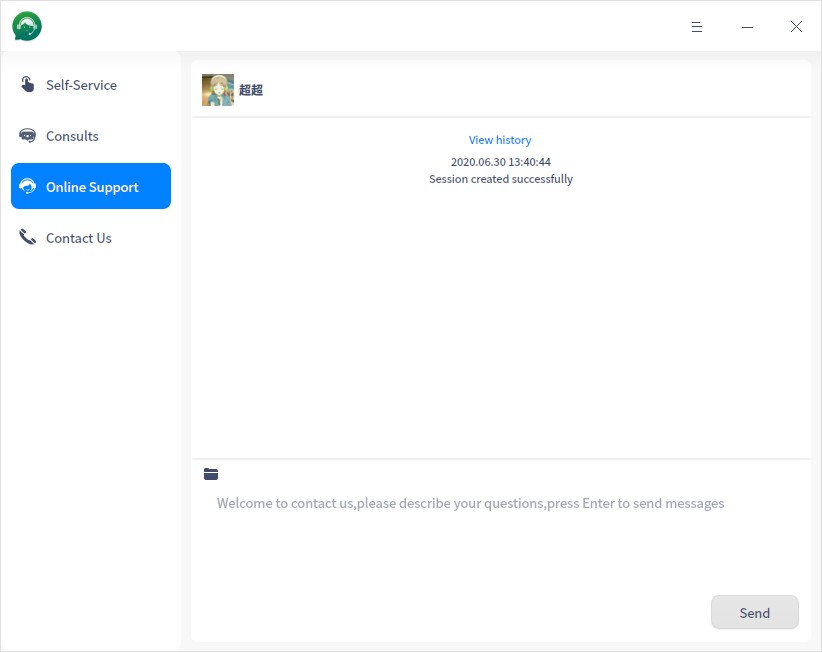 Self-Service
Consults
Online Support
Contact Us
超超
View history
2020.06.30 13:40:44
Session created successfully
Welcome to contact us,please describe your questions,press Enter to send messages
Send